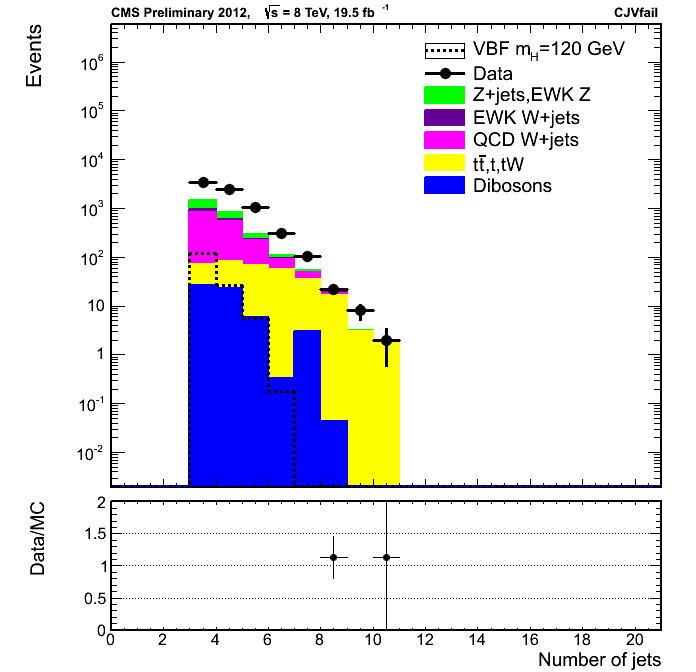 CMS Preliminary 2012, √s = 8 TeV, 19.5 fb⁻¹ CJVfail
Events
10⁶
10⁵
10⁴
10³
10²
10
1
10⁻¹
10⁻²
VBF m_H=120 GeV
Data
Z+jets,EWK Z
EWK W+jets
QCD W+jets
tt̄,t,tW
Dibosons
Data/MC
2
1.5
1
0.5
0
0 2 4 6 8 10 12 14 16 18 20
Number of jets